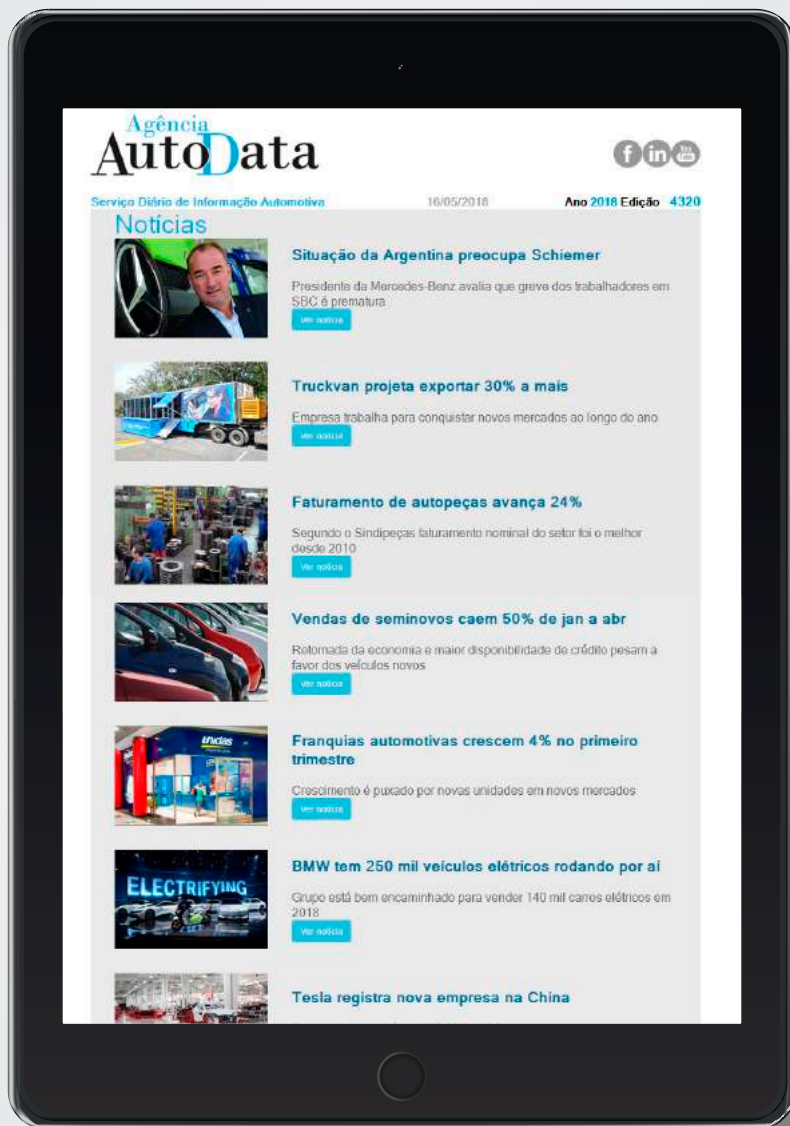 Agência
AutoData
f in You Tube
Serviço Diário de Informação Automotiva 16/05/2018 Ano 2018 Edição 4320
Notícias
Situação da Argentina preocupa Schiemer
Presidente da Mercedes-Benz avalia que greve dos trabalhadores em
SBC é prematura
Ver notícia
Truckvan projeta exportar 30% a mais
Empresa trabalha para conquistar novos mercados ao longo do ano
Ver notícia
Faturamento de autopeças avança 24%
Segundo o Sindipeças faturamento nominal do setor foi o melhor
desde 2010
Ver notícia
Vendas de seminovos caem 50% de jan a abr
Retomada da economia e maior disponibilidade de crédito pesam a
favor dos veículos novos
Ver notícia
unidas
Franquias automotivas crescem 4% no primeiro
trimestre
Crescimento é puxado por novas unidades em novos mercados
Ver notícia
ELECTRIFYING
BMW tem 250 mil veículos elétricos rodando por aí
Grupo está bem encaminhado para vender 140 mil carros elétricos em
2018
Ver notícia
Tesla registra nova empresa na China